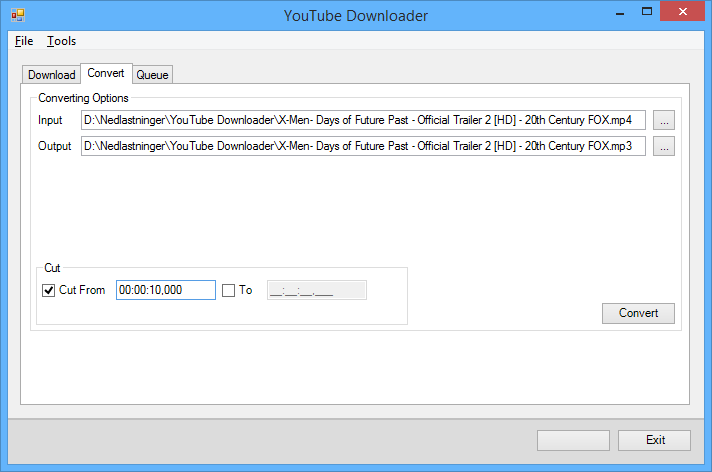 YouTube Downloader
File Tools
Download Convert Queue
Converting Options
Input D:\Nedlastninger\YouTube Downloader\X-Men- Days of Future Past - Official Trailer 2 [HD] - 20th Century FOX.mp4 ...
Output D:\Nedlastninger\YouTube Downloader\X-Men- Days of Future Past - Official Trailer 2 [HD] - 20th Century FOX.mp3 ...
Cut
Cut From 00:00:10,000 To __:__:__,___
Convert
Exit